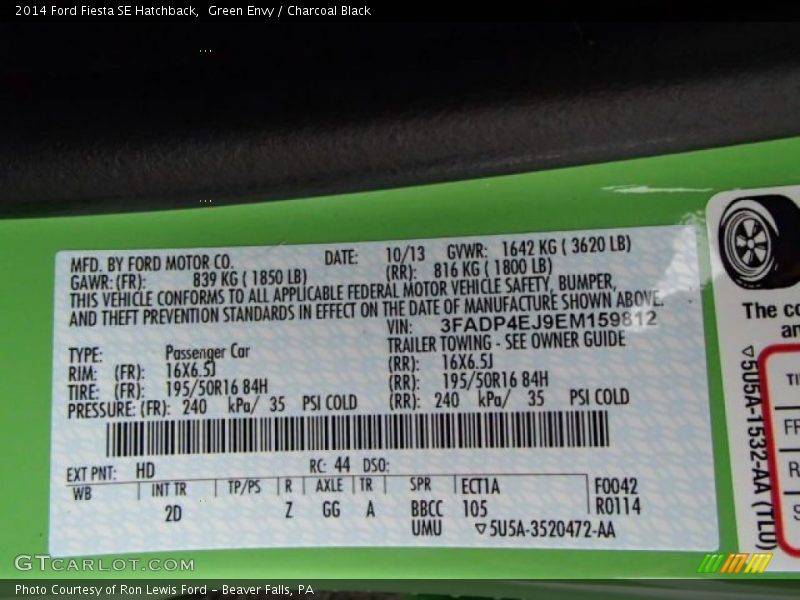 2014 Ford Fiesta SE Hatchback,  Green Envy / Charcoal Black
MFD. BY FORD MOTOR CO. DATE: 10/13 GVWR: 1642 KG ( 3620 LB)
GAWR: (FR): 839 KG ( 1850 LB) (RR): 816 KG ( 1800 LB)
THIS VEHICLE CONFORMS TO ALL APPLICABLE FEDERAL MOTOR VEHICLE SAFETY, BUMPER,
AND THEFT PREVENTION STANDARDS IN EFFECT ON THE DATE OF MANUFACTURE SHOWN ABOVE.
VIN: 3FADP4EJ9EM159812
TRAILER TOWING - SEE OWNER GUIDE
TYPE: Passenger Car
RIM: (FR): 16X6.5J (RR): 16X6.5J
TIRE: (FR): 195/50R16 84H (RR): 195/50R16 84H
PRESSURE: (FR): 240 kPa/ 35 PSI COLD (RR): 240 kPa/ 35 PSI COLD
EXT PNT: HD RC: 44 DSO:
WB INT TR TP/PS R AXLE TR SPR ECT1A F0042
2D Z GG A BBCC 105 R0114
UMU ▽5U5A-3520472-AA
The co
an
▽5U5A-1532-AA (TLU)
TI
FR
R
S
GTCARLOT.COM
Photo Courtesy of Ron Lewis Ford - Beaver Falls, PA